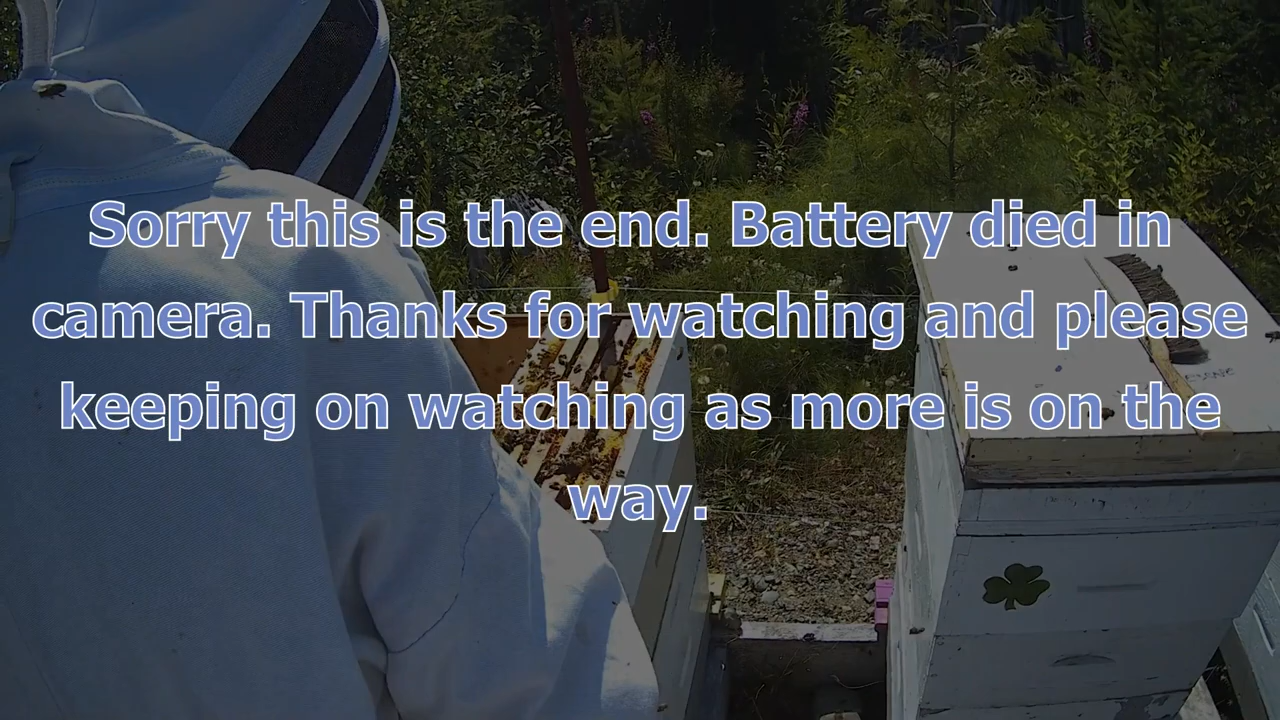 Sorry this is the end. Battery died in
camera. Thanks for watching and please
keeping on watching as more is on the
way.